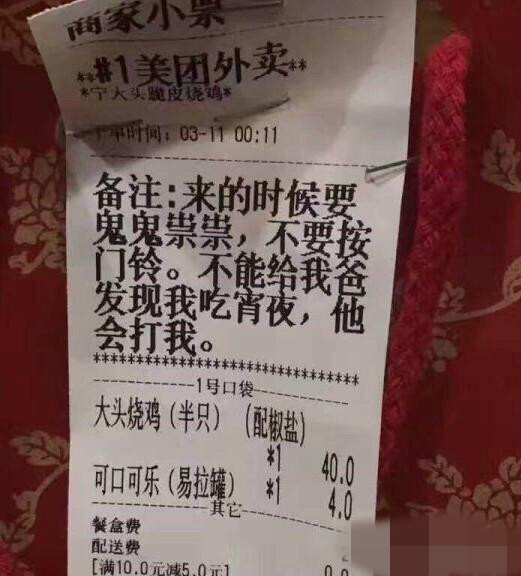 商家小票
**#1美团外卖**
*宁大头脆皮烧鸡*
下单时间: 03-11 00:11
备注:来的时候要
鬼鬼祟祟，不要按
门铃。不能给我爸
发现我吃宵夜，他
会打我。
********************************
1号口袋
大头烧鸡（半只）（配椒盐）
*1 40.0
可口可乐（易拉罐） *1 4.0
其它
餐盒费
配送费
[满10.0元减5.0元]